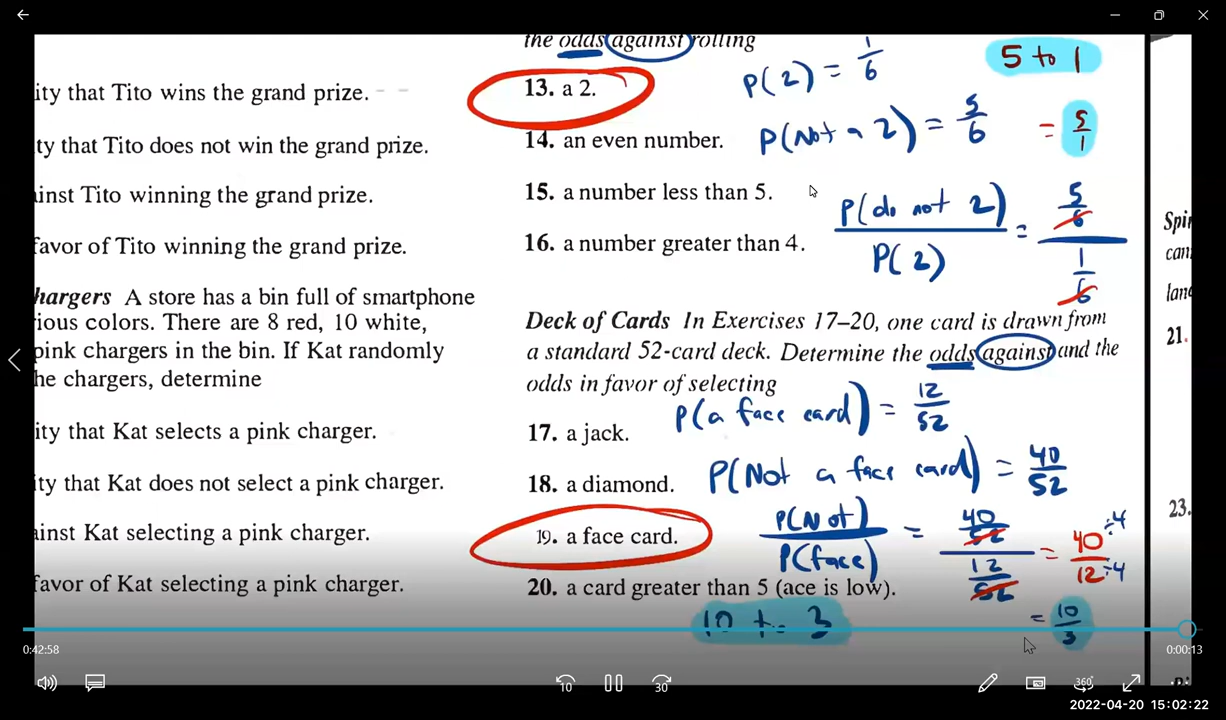 the odds against rolling
13. a 2.
14. an even number.
15. a number less than 5.
16. a number greater than 4.
P(2) = 1/6
5 to 1
P(Not a 2) = 5/6
= 5/1
P(do not 2)/P(2) = 5/6 / 1/6
ity that Tito wins the grand prize.
ty that Tito does not win the grand prize.
inst Tito winning the grand prize.
favor of Tito winning the grand prize.
hargers A store has a bin full of smartphone
rious colors. There are 8 red, 10 white,
pink chargers in the bin. If Kat randomly
he chargers, determine
ity that Kat selects a pink charger.
ty that Kat does not select a pink charger.
ainst Kat selecting a pink charger.
favor of Kat selecting a pink charger.
Deck of Cards In Exercises 17–20, one card is drawn from
a standard 52-card deck. Determine the odds against and the
odds in favor of selecting
P(a face card) = 12/52
17. a jack.
P(Not a face card) = 40/52
18. a diamond.
19. a face card.
P(Not)/P(face) = 40/52 / 12/52 = 40÷4/12÷4
20. a card greater than 5 (ace is low).
10 to 3
= 10/3
Spi
can
land
21.
23.
0:42:58
0:00:13
10
30
360°
2022-04-20 15:02:22